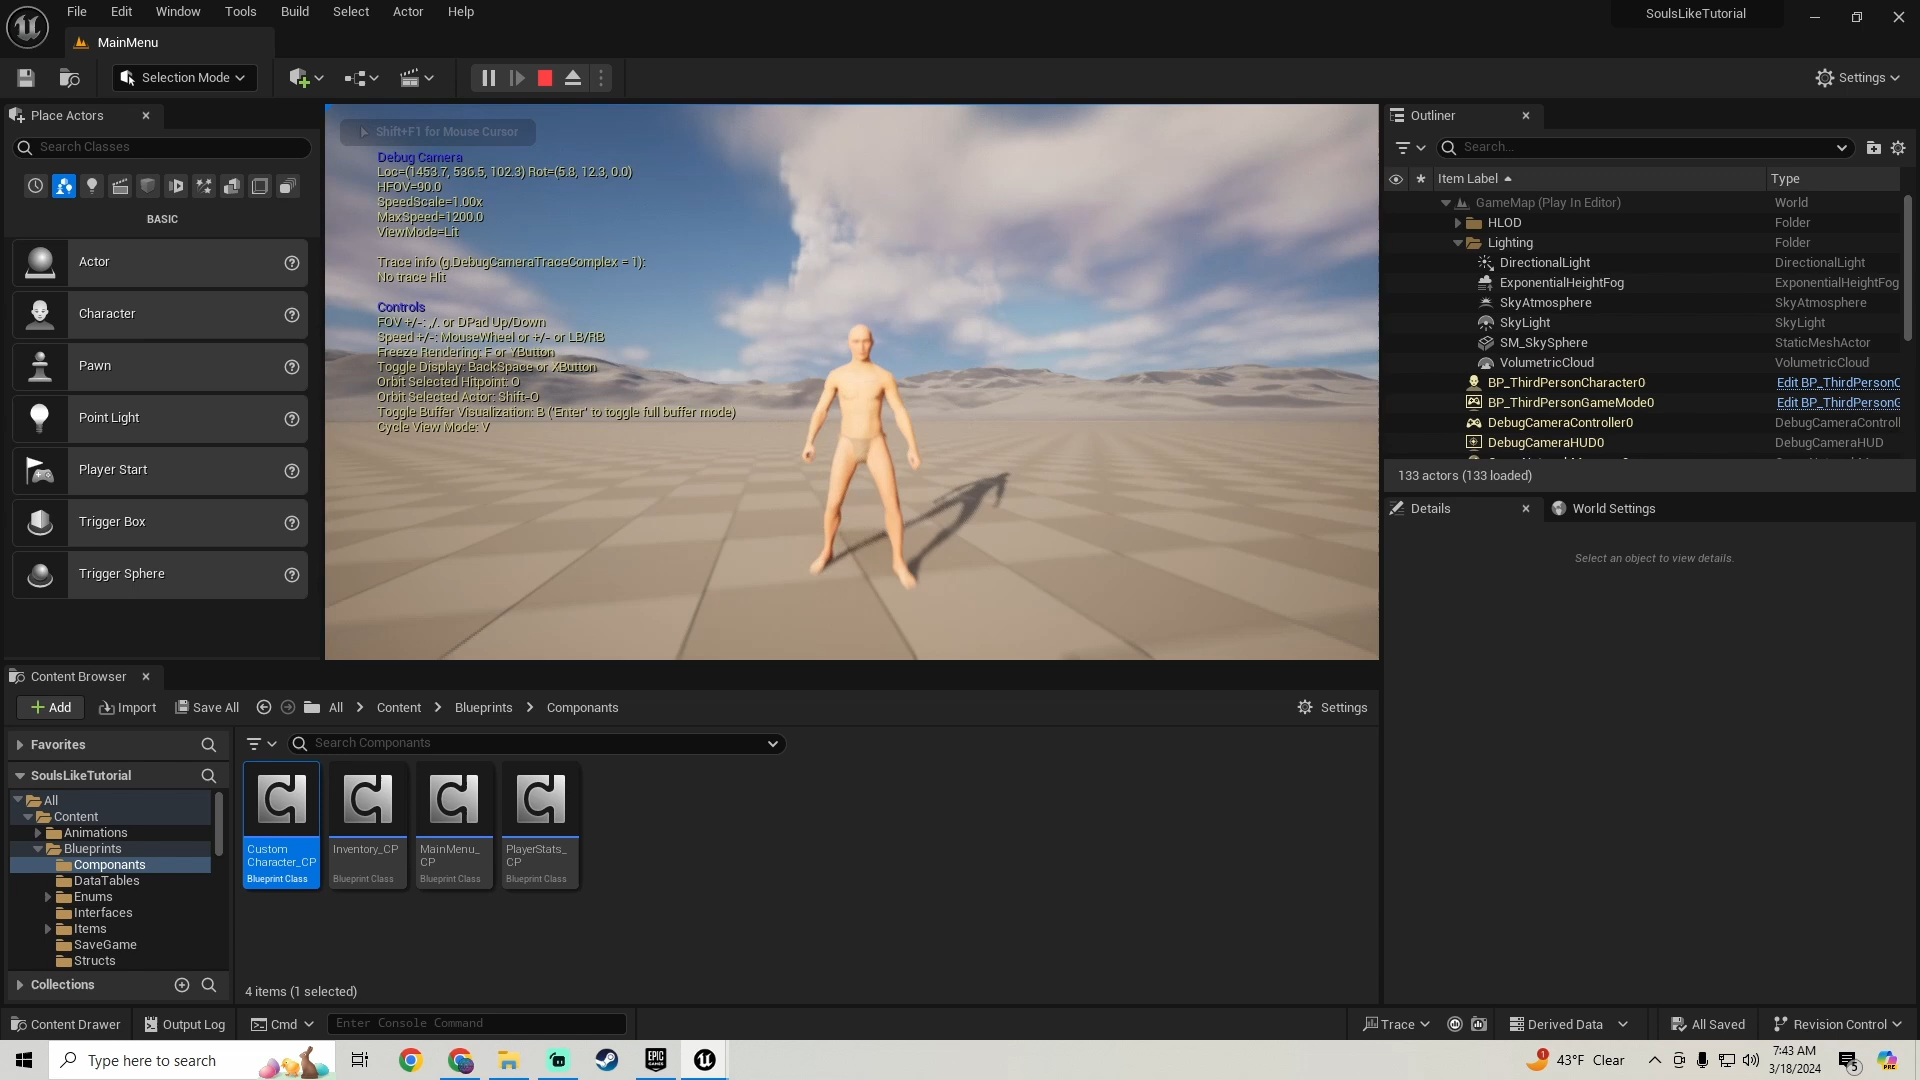 File Edit Window Tools Build Select Actor Help
SoulsLikeTutorial
MainMenu
Selection Mode
Settings
Place Actors
Search Classes
BASIC
Actor
Character
Pawn
Point Light
Player Start
Trigger Box
Trigger Sphere
Shift+F1 for Mouse Cursor
Debug Camera
Loc=(1453.7, 536.5, 102.3) Rot=(5.8, 12.3, 0.0)
HFOV=90.0
SpeedScale=1.00x
MaxSpeed=1200.0
ViewMode=Lit
Trace info (g.DebugCameraTraceComplex = 1):
No trace Hit
Controls
FOV +/-: ,/. or DPad Up/Down
Speed +/-: MouseWheel or +/- or LB/RB
Freeze Rendering: F or YButton
Toggle Display: BackSpace or XButton
Orbit Selected Hitpoint: O
Orbit Selected Actor: Shift-O
Toggle Buffer Visualization: B ('Enter' to toggle full buffer mode)
Cycle View Mode: V
Outliner
Search...
Item Label Type
GameMap (Play In Editor) World
HLOD Folder
Lighting Folder
DirectionalLight DirectionalLight
ExponentialHeightFog ExponentialHeightFog
SkyAtmosphere SkyAtmosphere
SkyLight SkyLight
SM_SkySphere StaticMeshActor
VolumetricCloud VolumetricCloud
BP_ThirdPersonCharacter0 Edit BP_ThirdPersonC
BP_ThirdPersonGameMode0 Edit BP_ThirdPersonG
DebugCameraController0 DebugCameraControll
DebugCameraHUD0 DebugCameraHUD
133 actors (133 loaded)
Details World Settings
Select an object to view details.
Content Browser
Add Import Save All All Content Blueprints Componants Settings
Favorites
Search Componants
SoulsLikeTutorial
All
Content
Animations
Blueprints
Componants
DataTables
Enums
Interfaces
Items
SaveGame
Structs
Collections
Custom
Character_CP
Blueprint Class
Inventory_CP
Blueprint Class
MainMenu_
CP
Blueprint Class
PlayerStats_
CP
Blueprint Class
4 items (1 selected)
Content Drawer Output Log Cmd Enter Console Command Trace Derived Data All Saved Revision Control
Type here to search
EPIC
GAMES
1
43°F Clear
7:43 AM
3/18/2024
5
PRE